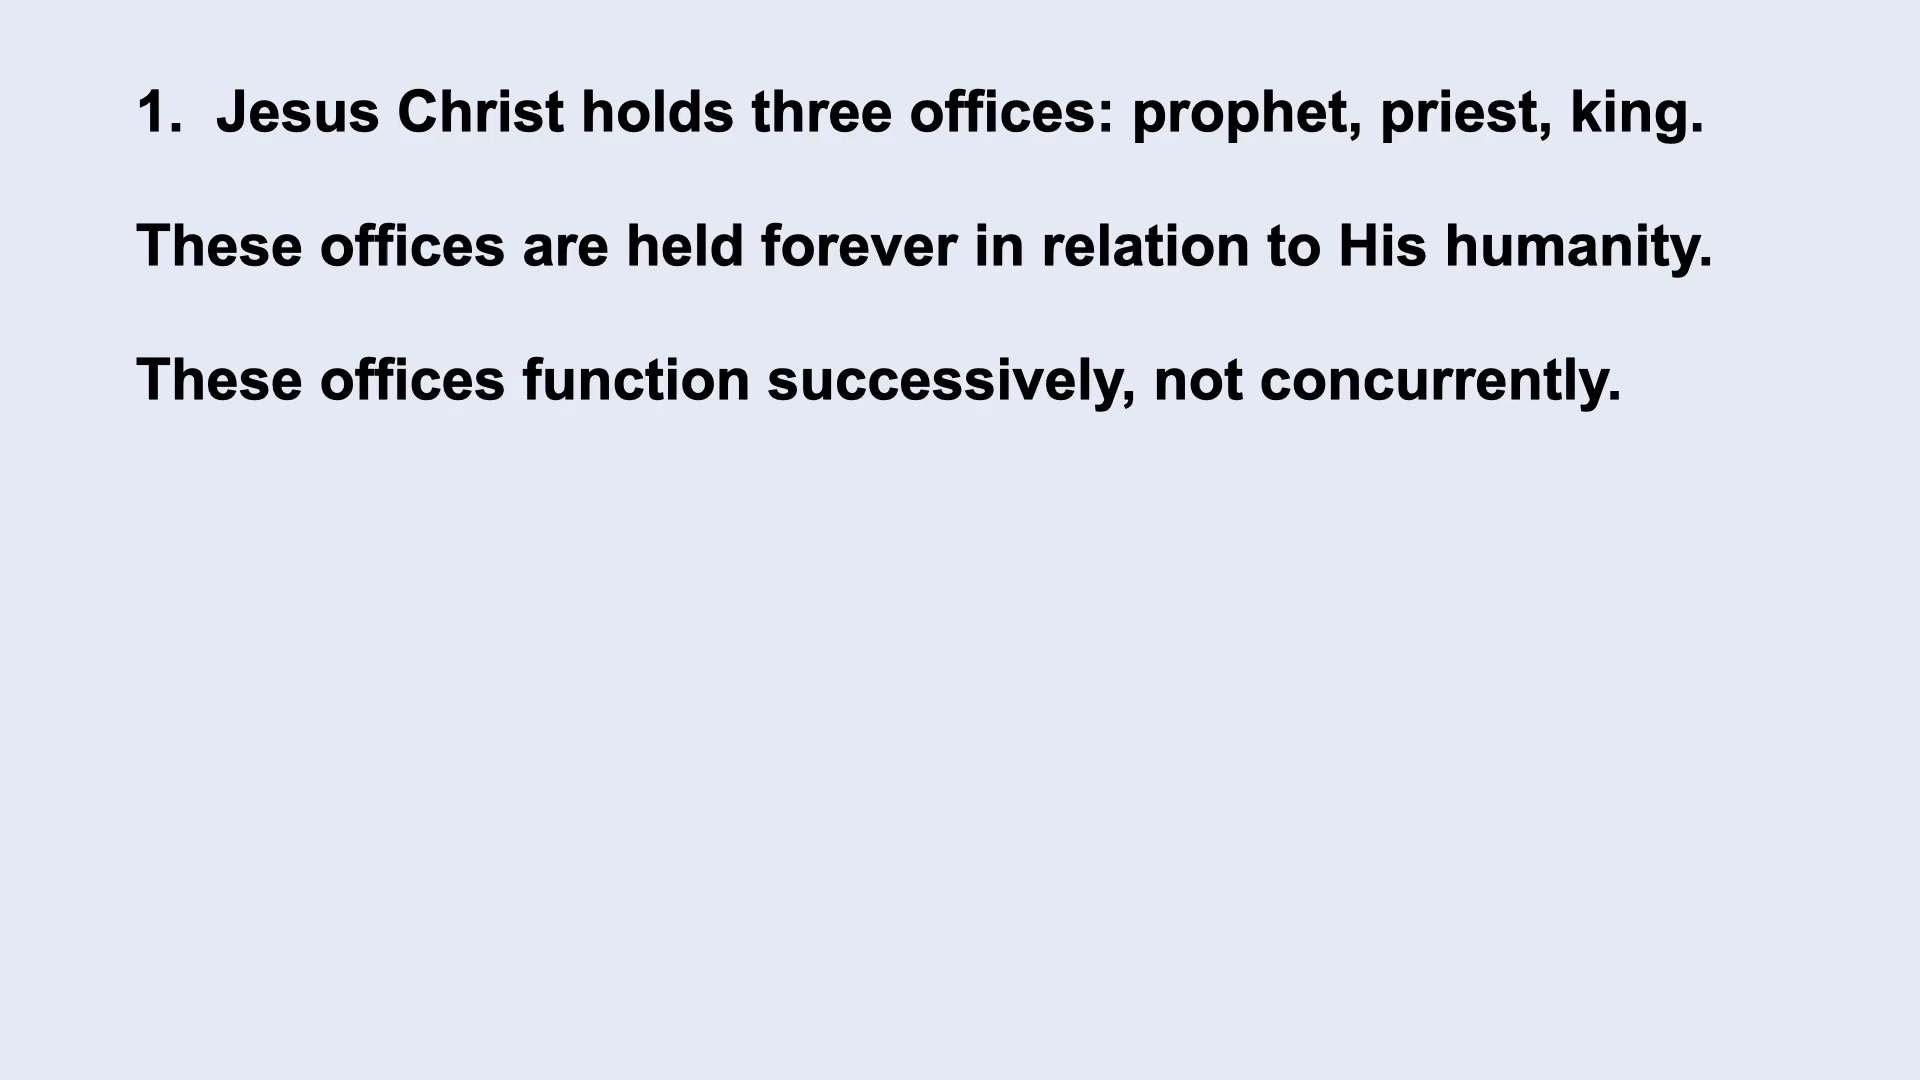 1.  Jesus Christ holds three offices: prophet, priest, king.
These offices are held forever in relation to His humanity.
These offices function successively, not concurrently.